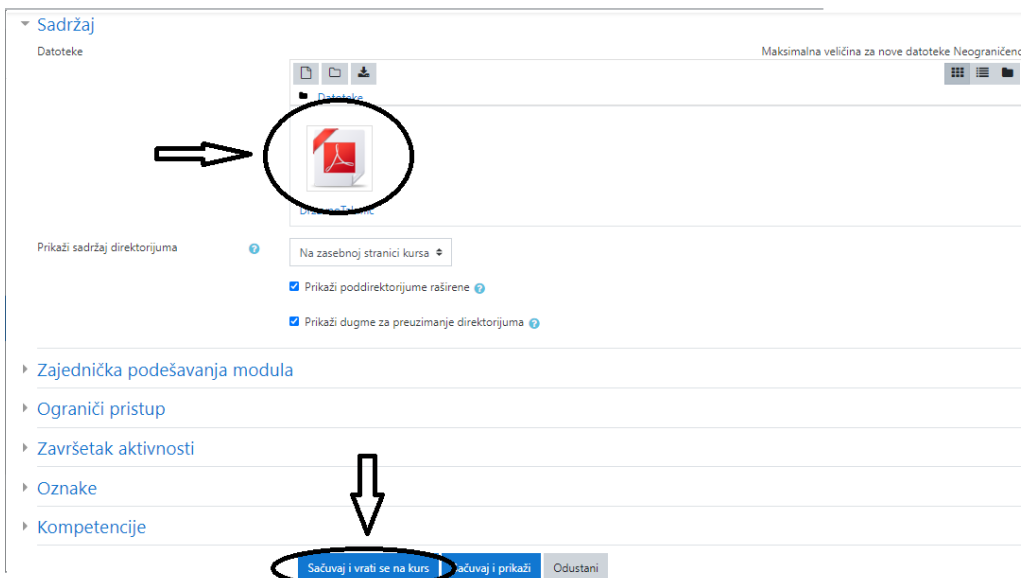 Sadržaj
Datoteke
Maksimalna veličina za nove datoteke Neograničeno
Datoteke
Prikaži sadržaj direktorijuma
Na zasebnoj stranici kursa
Prikaži poddirektorijume raširene
Prikaži dugme za preuzimanje direktorijuma
Zajednička podešavanja modula
Ograniči pristup
Završetak aktivnosti
Oznake
Kompetencije
Sačuvaj i vrati se na kurs Sačuvaj i prikaži Odustani